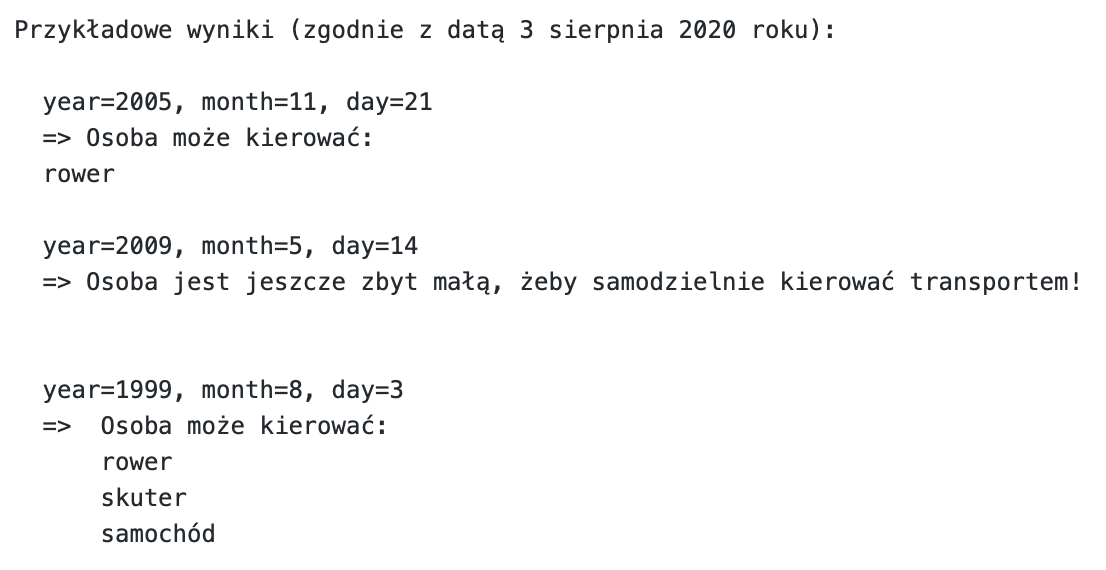 Przykładowe wyniki (zgodnie z datą 3 sierpnia 2020 roku):
year=2005, month=11, day=21
=> Osoba może kierować:
rower
year=2009, month=5, day=14
=> Osoba jest jeszcze zbyt małą, żeby samodzielnie kierować transportem!
year=1999, month=8, day=3
=> Osoba może kierować:
rower
skuter
samochód